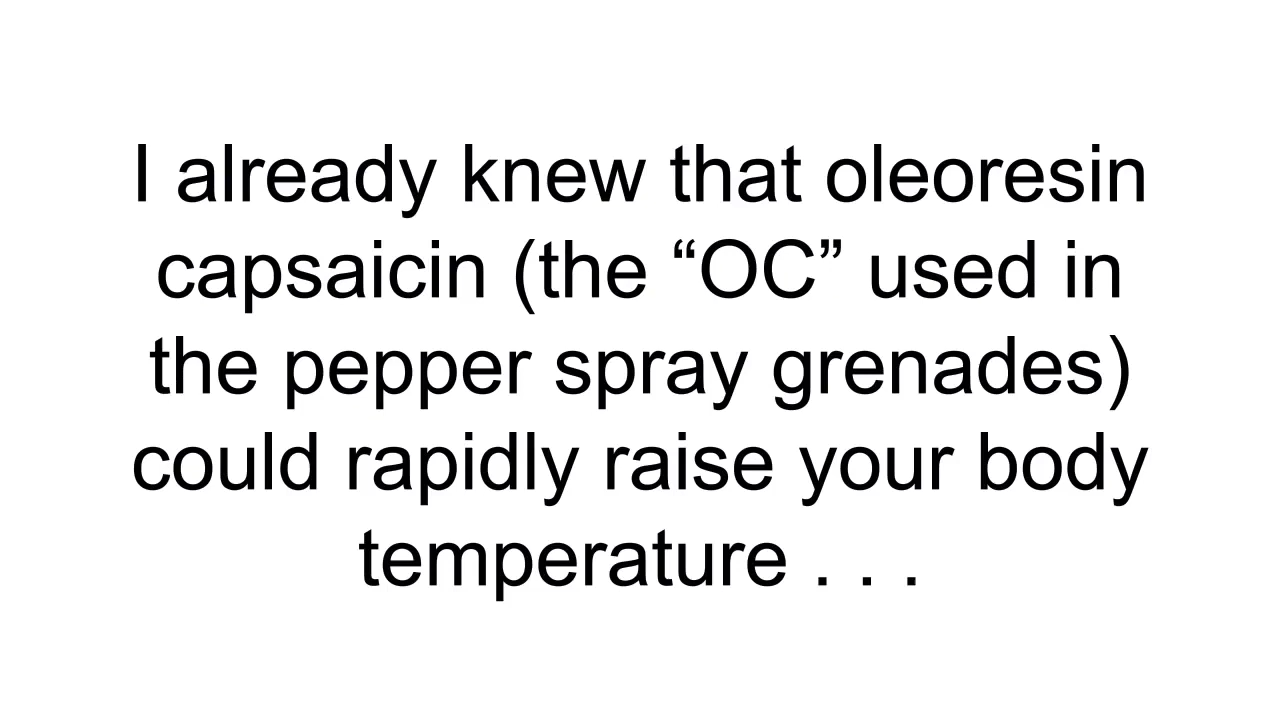 I already knew that oleoresin
capsaicin (the “OC” used in
the pepper spray grenades)
could rapidly raise your body
temperature . . .